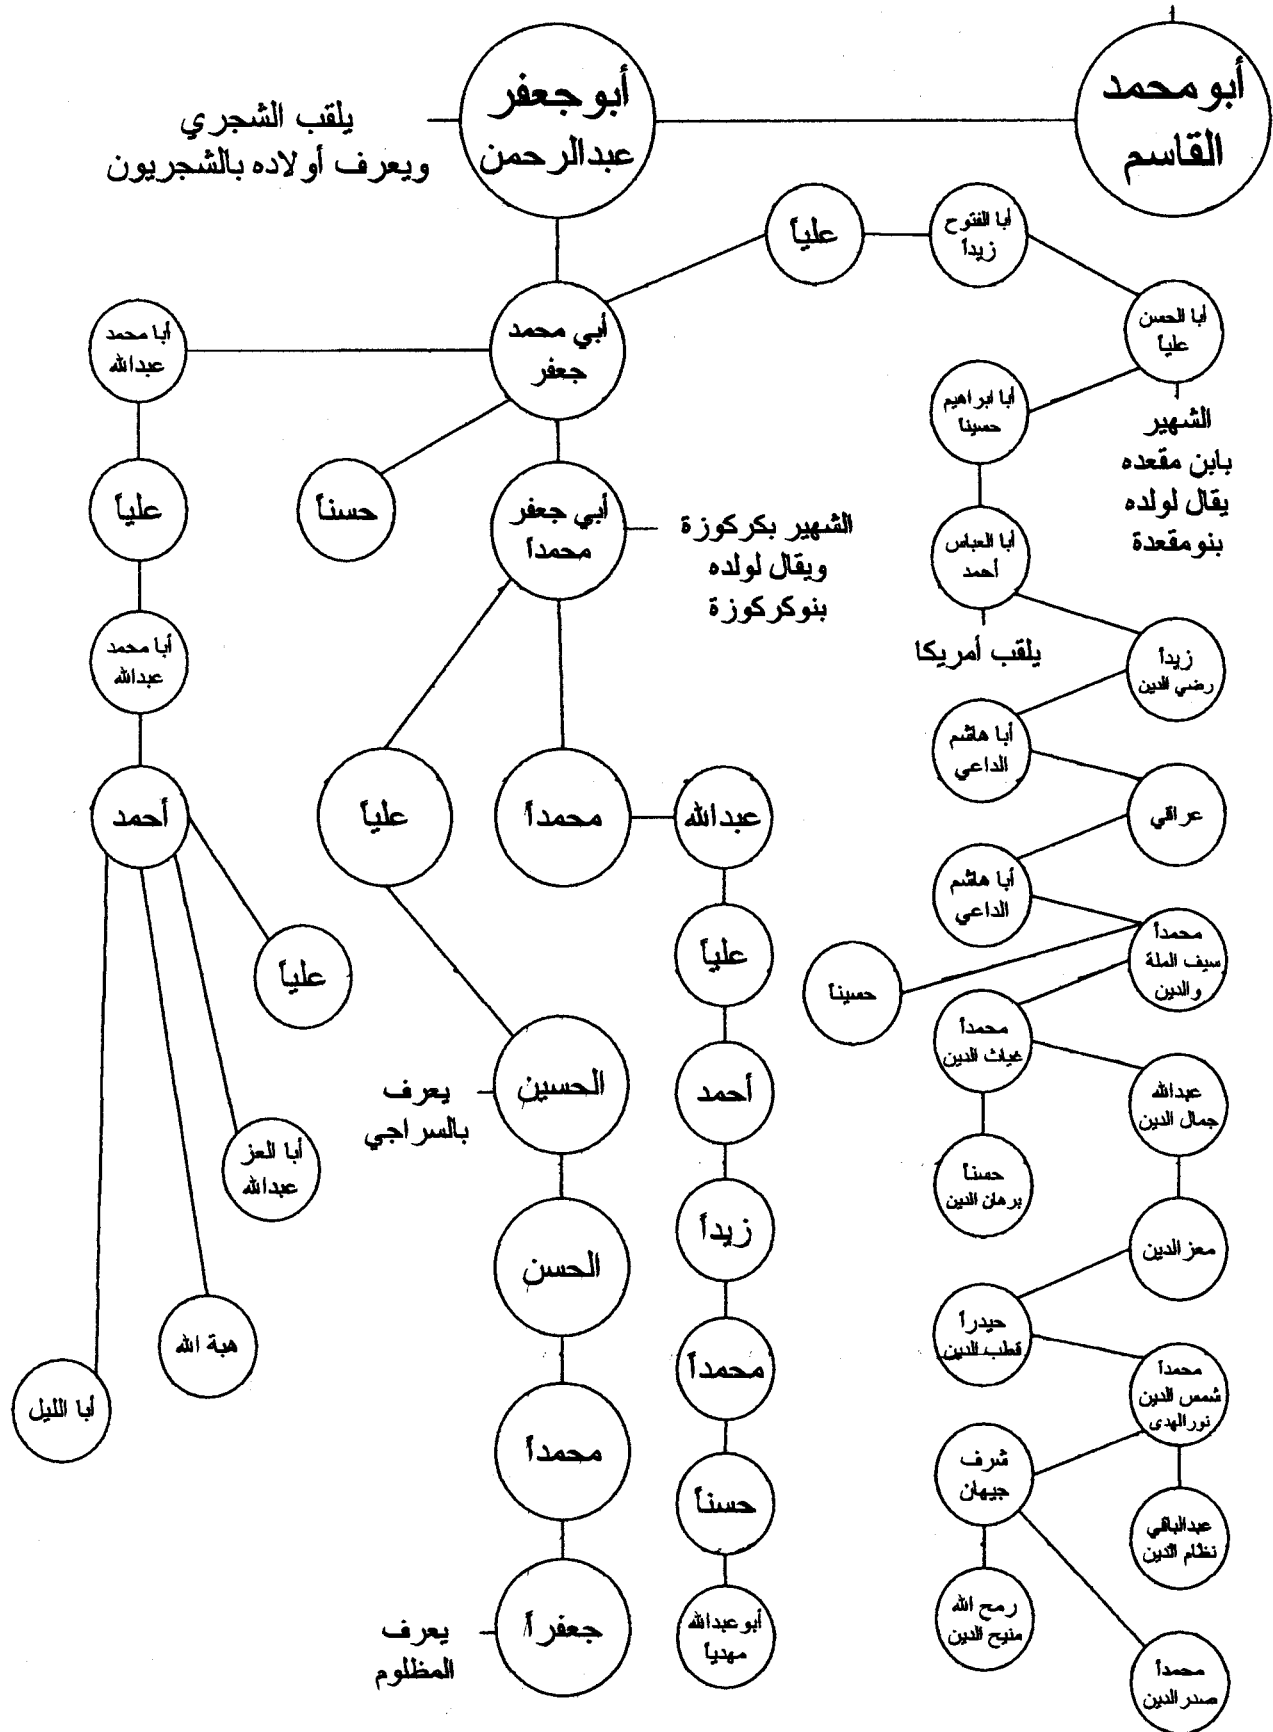 أبو محمد
القاسم
أبو جعفر
عبدالرحمن
يلقب الشجري
ويعرف أولاده بالشجريون
علياً
أبا الفتوح
زيداً
أبا الحسن
علياً
الشهير
بابن مقعده
يقال لولده
بنو مقعدة
أبا ابراهيم
حسيناً
أبا العباس
أحمد
يلقب أمريكا
زيداً
رضي الدين
أبا هاشم
الداعي
عراقي
أبا هاشم
الداعي
محمداً
سيف الملة
والدين
حسيناً
محمداً
غياث الدين
عبدالله
جمال الدين
حسناً
برهان الدين
معز الدين
حيدراً
قطب الدين
محمداً
شمس الدين
نور الهدى
شرف
جيهان
عبدالباقي
نظام الدين
رمح الله
منيح الدين
محمداً
صدر الدين
أبي محمد
جعفر
أبي جعفر
محمداً
الشهير بكركوزة
ويقال لولده
بنوكركوزة
محمداً
عبدالله
علياً
أحمد
زيداً
محمداً
حسناً
أبو عبدالله
مهدياً
علياً
الحسين
يعرف
بالسراجي
الحسن
محمداً
جعفراً
يعرف
المظلوم
حسناً
أبا محمد
عبدالله
علياً
أبا محمد
عبدالله
أحمد
علياً
أبا العز
عبدالله
هبة الله
أبا الليل